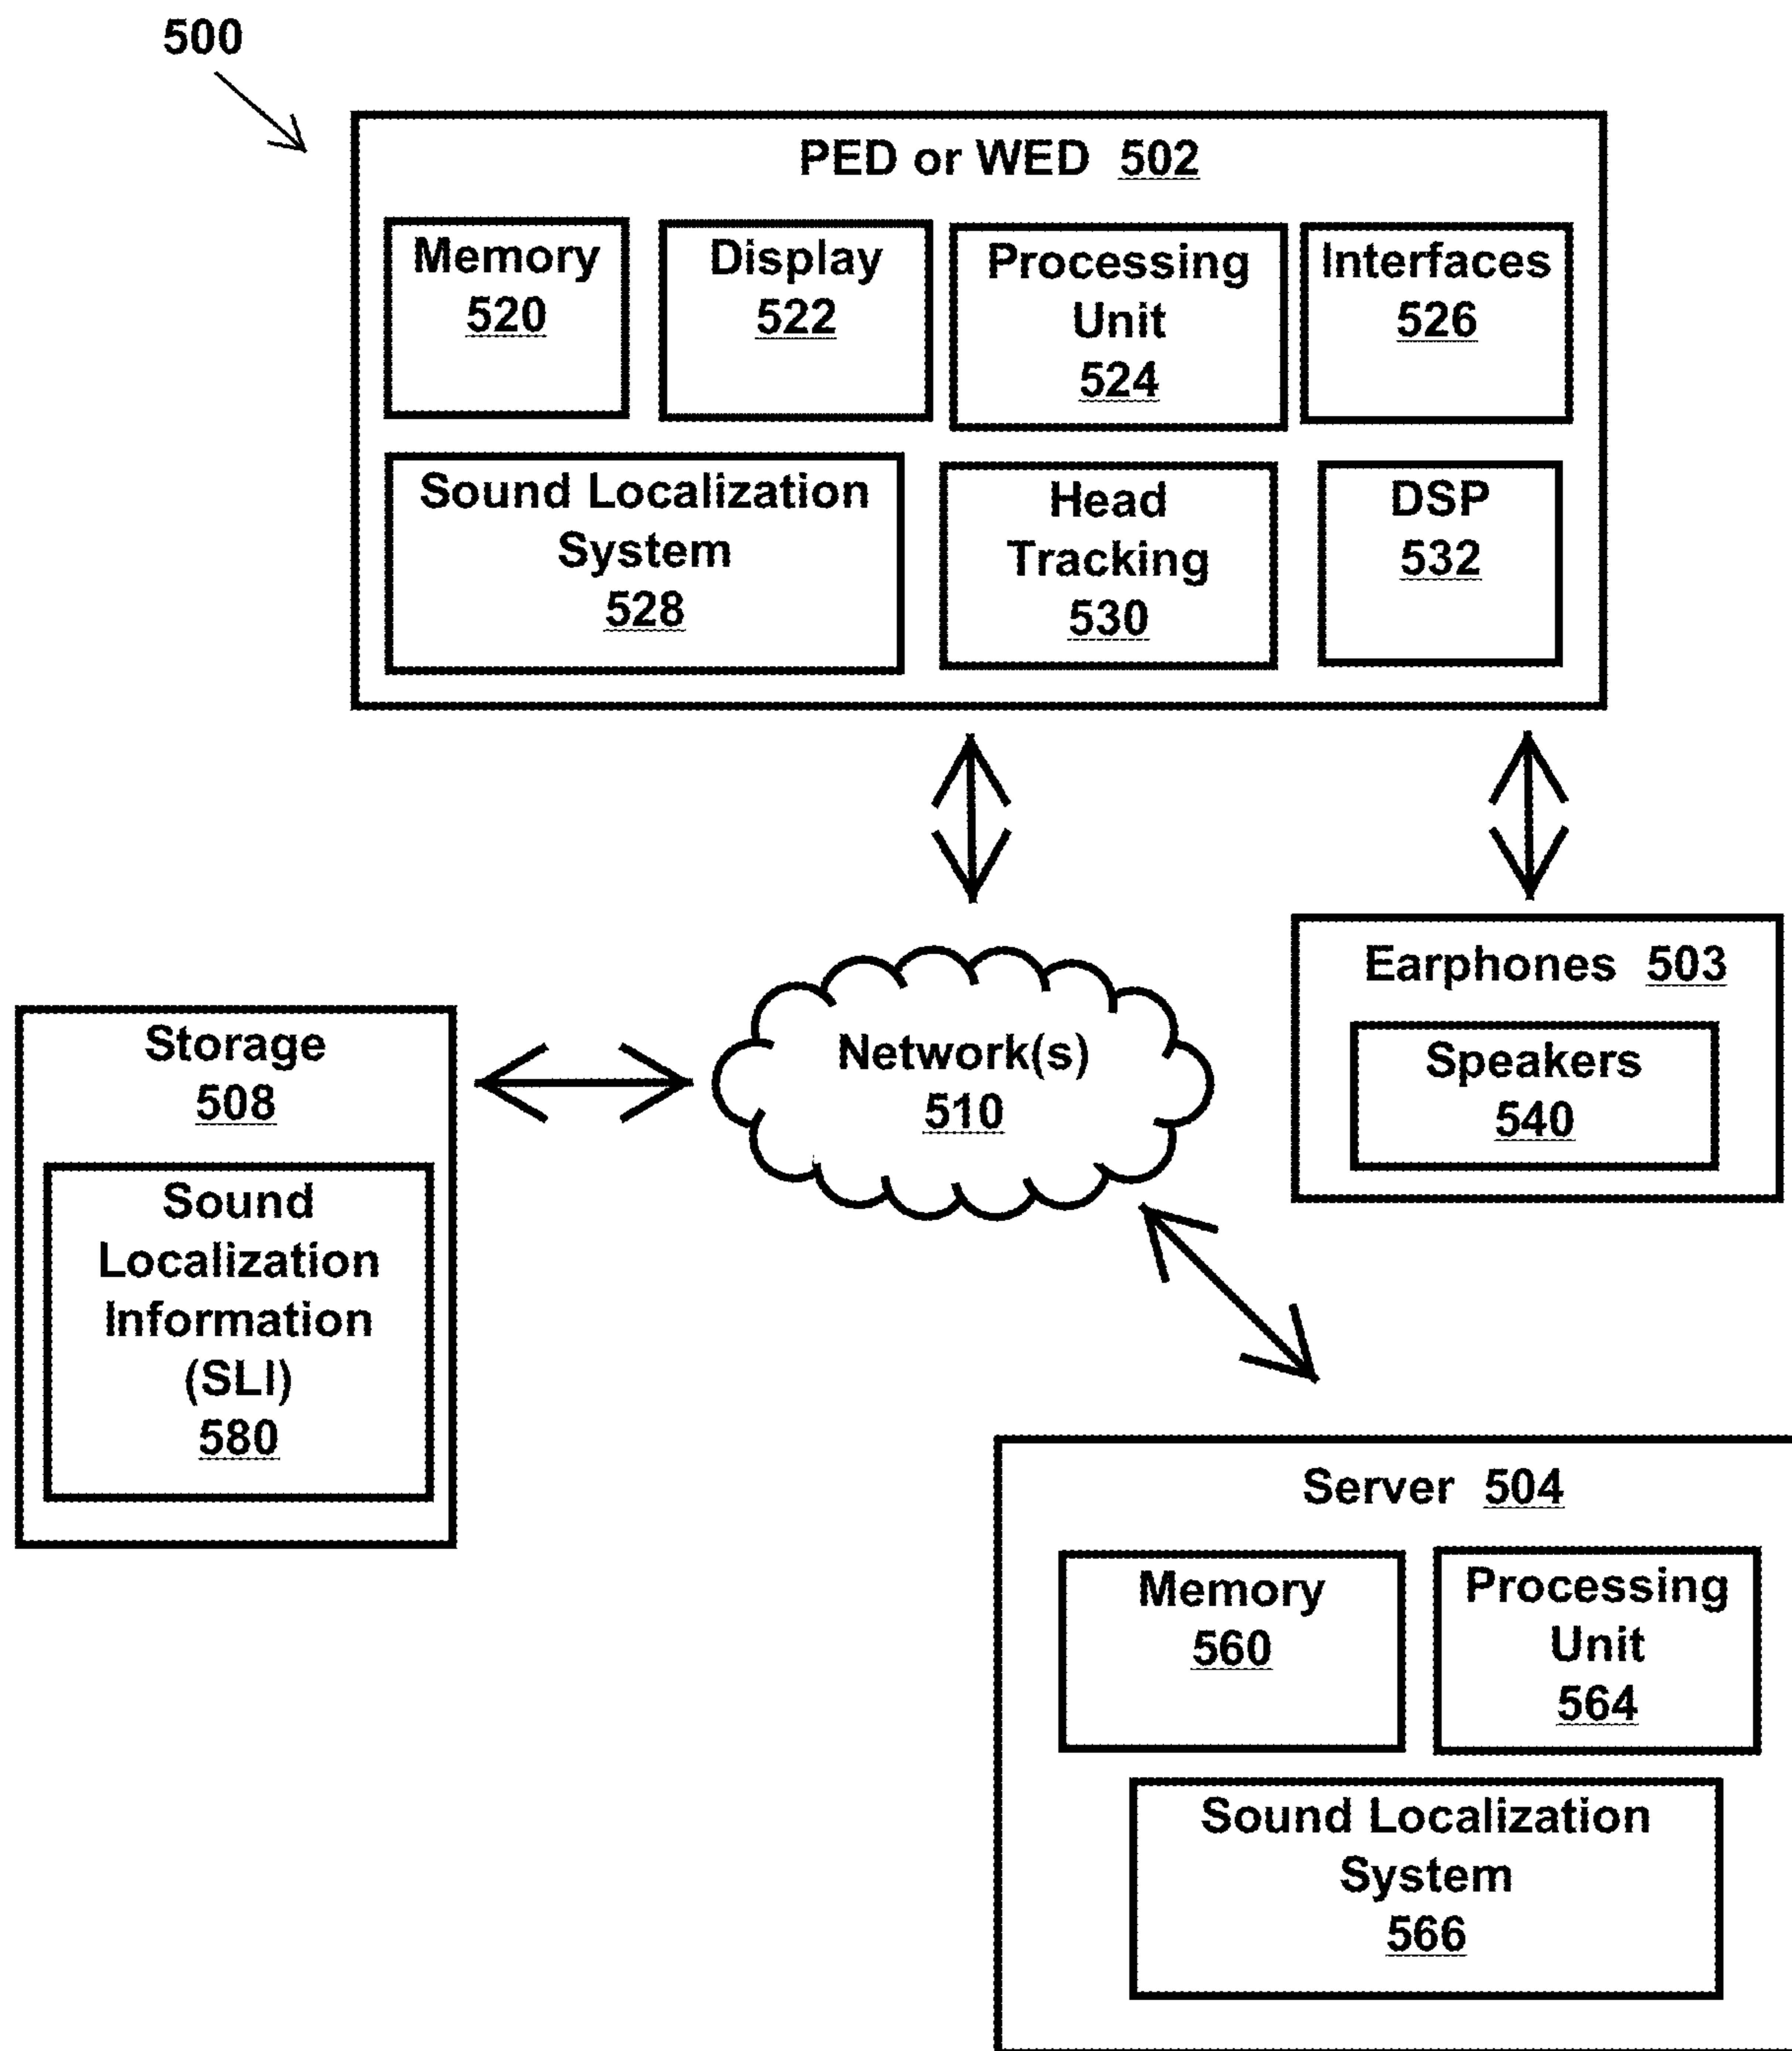 500
PED or WED 502
Memory
520
Display
522
Processing
Unit
524
Interfaces
526
Sound Localization
System
528
Head
Tracking
530
DSP
532
Earphones 503
Speakers
540
Network(s)
510
Storage
508
Sound
Localization
Information
(SLI)
580
Server 504
Memory
560
Processing
Unit
564
Sound Localization
System
566